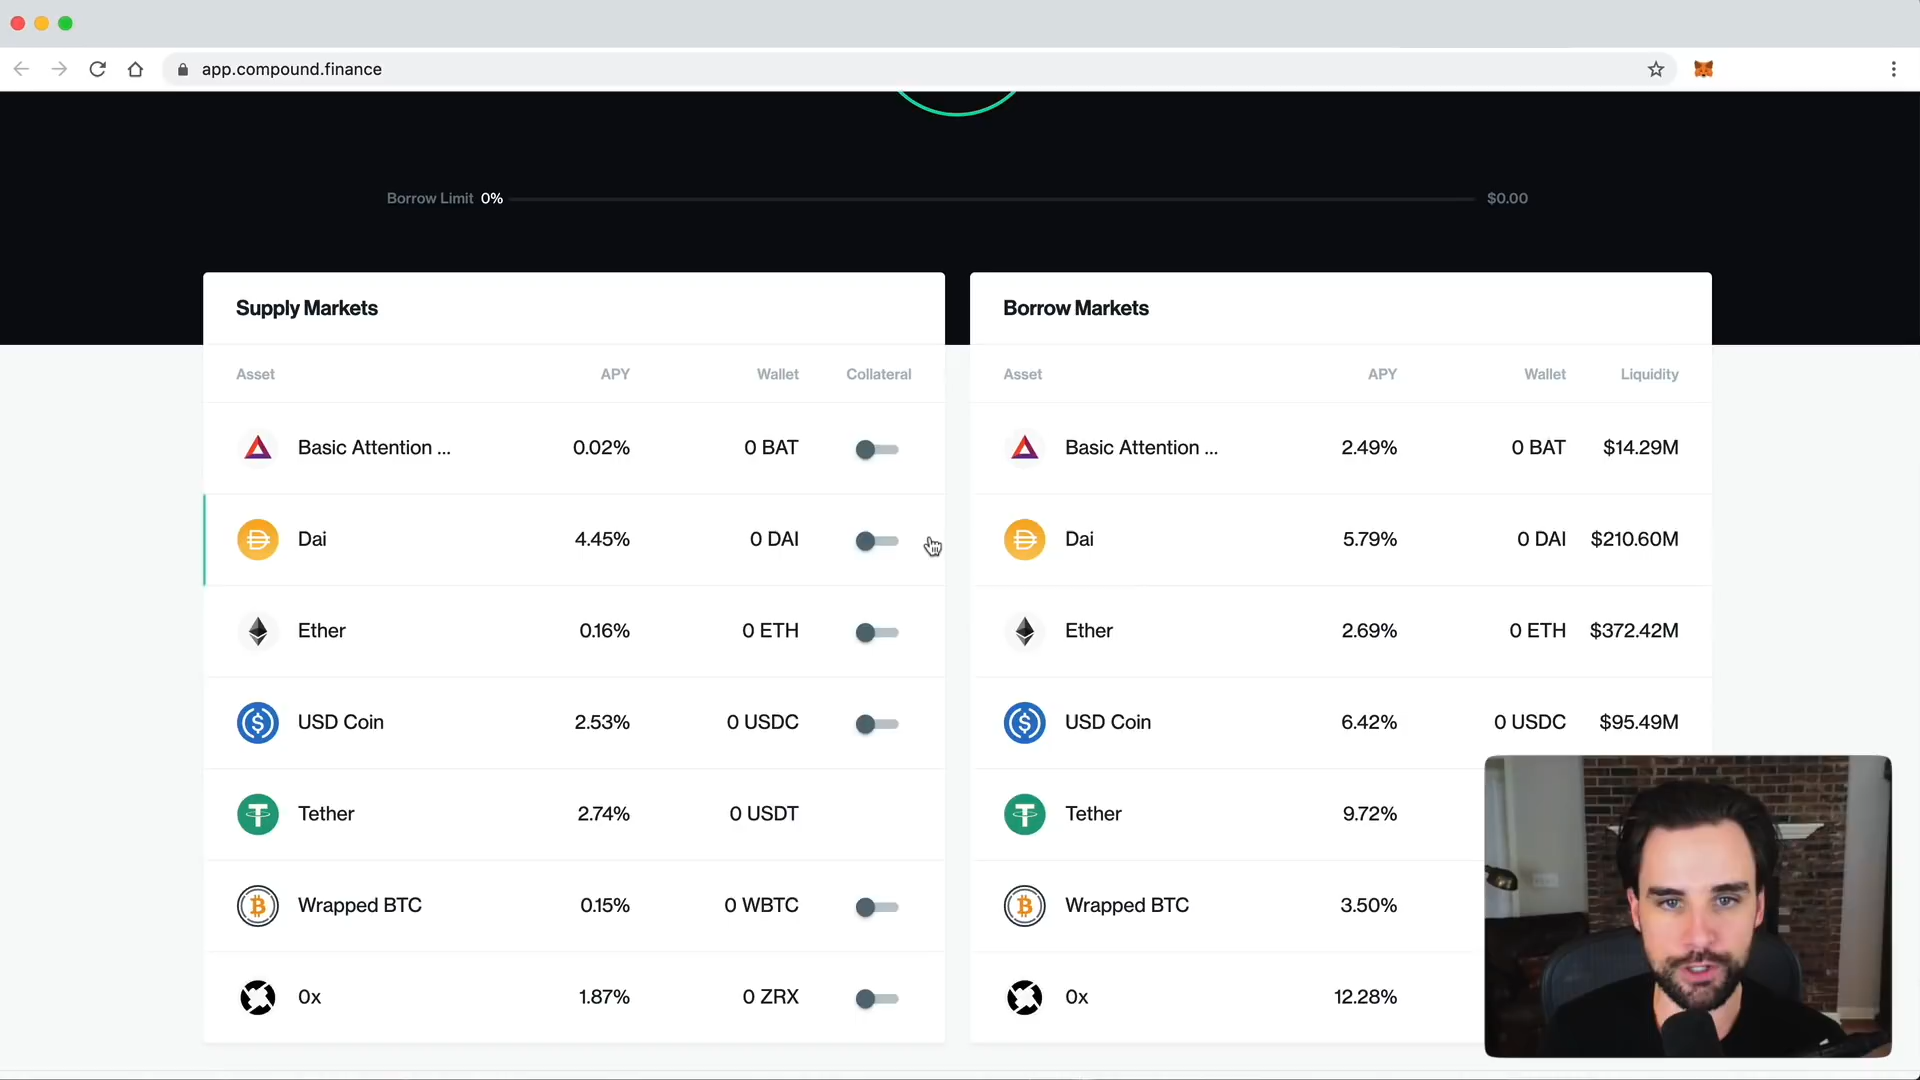 app.compound.finance
Borrow Limit 0% $0.00
Supply Markets
Asset APY Wallet Collateral
Basic Attention ... 0.02% 0 BAT
Dai 4.45% 0 DAI
Ether 0.16% 0 ETH
USD Coin 2.53% 0 USDC
Tether 2.74% 0 USDT
Wrapped BTC 0.15% 0 WBTC
0x 1.87% 0 ZRX
Borrow Markets
Asset APY Wallet Liquidity
Basic Attention ... 2.49% 0 BAT $14.29M
Dai 5.79% 0 DAI $210.60M
Ether 2.69% 0 ETH $372.42M
USD Coin 6.42% 0 USDC $95.49M
Tether 9.72%
Wrapped BTC 3.50%
0x 12.28%